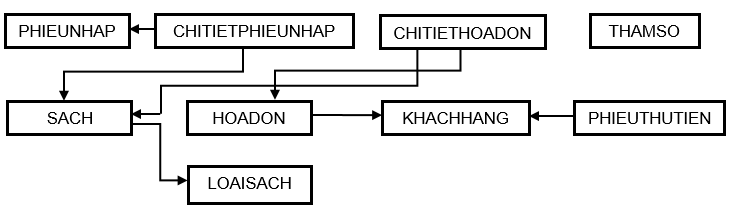 PHIEUNHAP
CHITIETPHIEUNHAP
CHITIETHOADON
THAMSO
SACH
HOADON
KHACHHANG
PHIEUTHUTIEN
LOAISACH